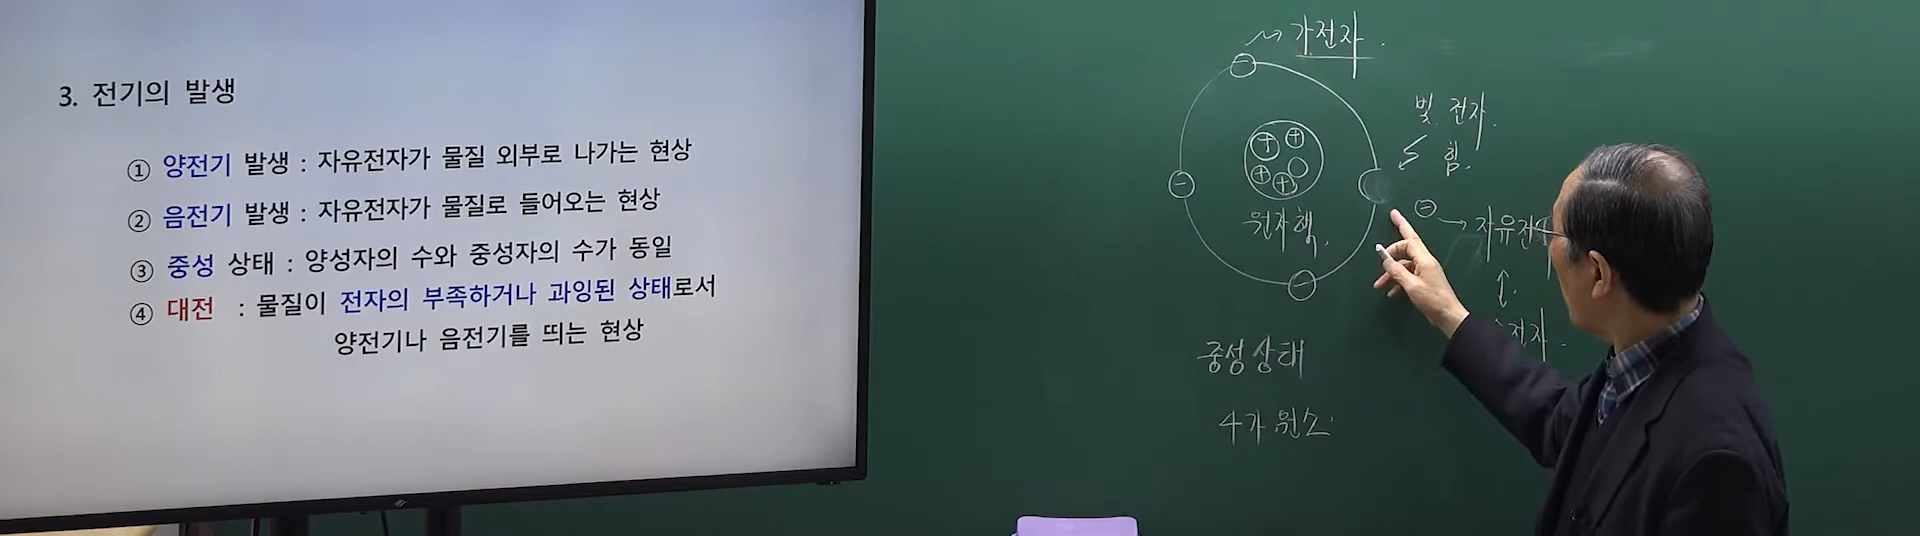 3. 전기의 발생
① 양전기 발생 : 자유전자가 물질 외부로 나가는 현상
② 음전기 발생 : 자유전자가 물질로 들어오는 현상
③ 중성 상태 : 양성자의 수와 중성자의 수가 동일
④ 대전 : 물질이 전자의 부족하거나 과잉된 상태로서
양전기나 음전기를 띄는 현상
가전자.
빛. 전자.
힘.
자유전
원자핵.
전자.
중성상태
4가 원소.